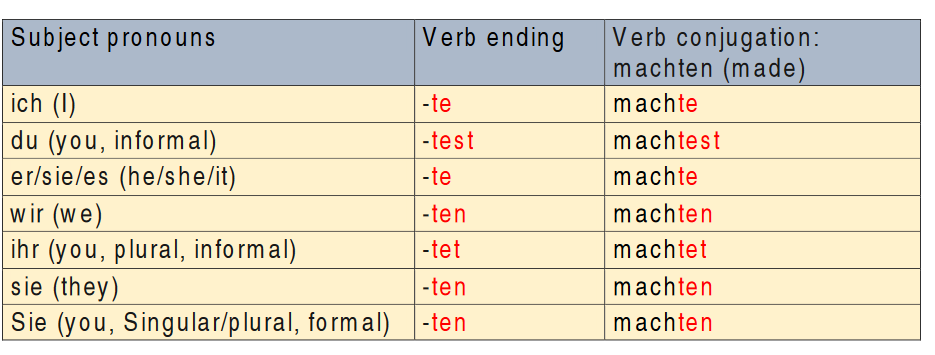 Subject pronouns Verb ending Verb conjugation:
machten (made)
ich (I) -te machte
du (you, informal) -test machtest
er/sie/es (he/she/it) -te machte
wir (we) -ten machten
ihr (you, plural, informal) -tet machtet
sie (they) -ten machten
Sie (you, Singular/plural, formal) -ten machten